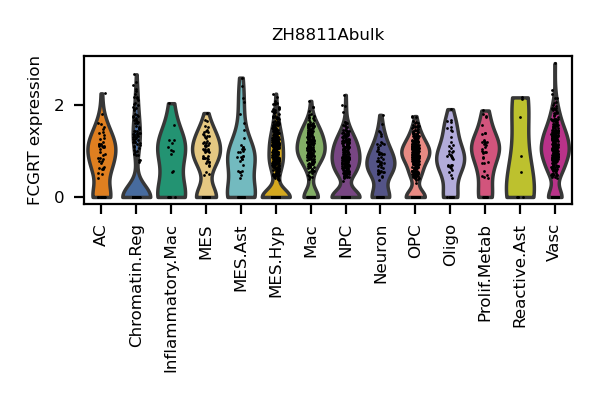 ZH8811Abulk
FCGRT expression
2
0
AC
Chromatin.Reg
Inflammatory.Mac
MES
MES.Ast
MES.Hyp
Mac
NPC
Neuron
OPC
Oligo
Prolif.Metab
Reactive.Ast
Vasc